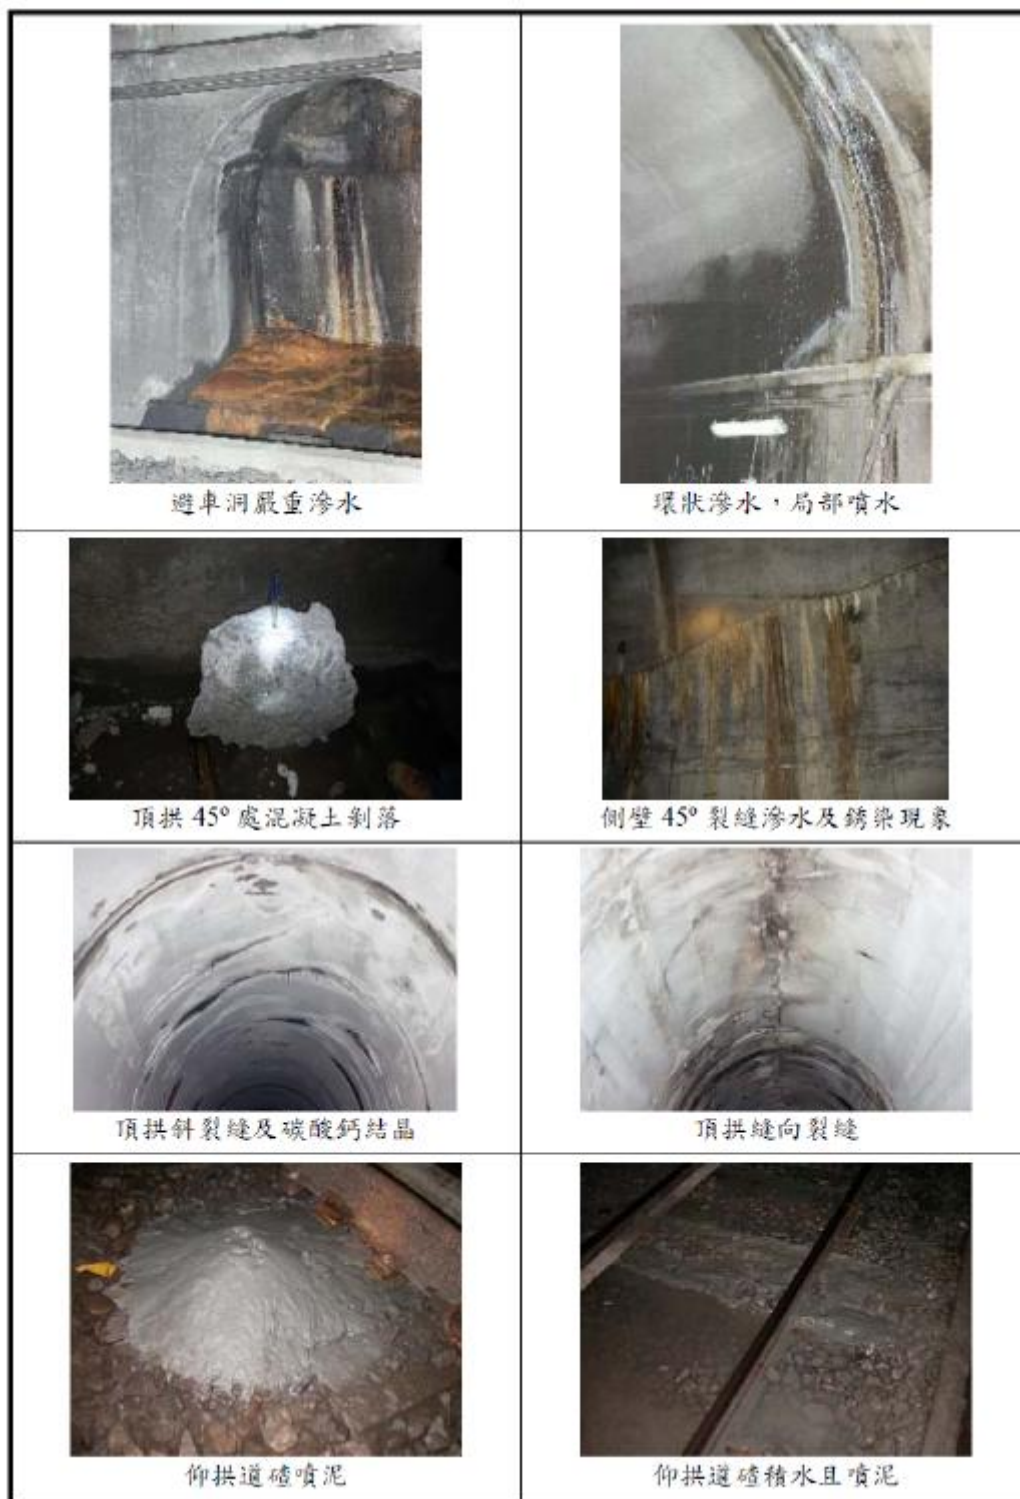 避車洞嚴重滲水
環狀滲水，局部噴水
頂拱 45° 處混凝土剝落
側壁 45° 裂縫滲水及銹染現象
頂拱斜裂縫及碳酸鈣結晶
頂拱縫向裂縫
仰拱道碴噴泥
仰拱道碴積水且噴泥